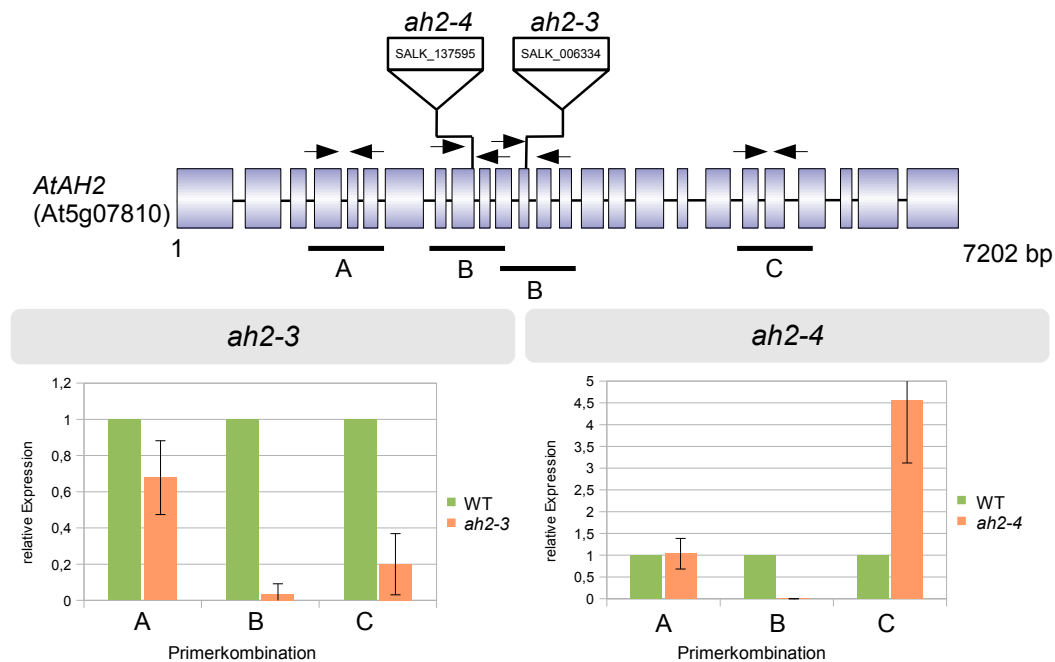 ah2-4 ah2-3
SALK_137595 SALK_006334
AtAH2
(At5g07810)
1 7202 bp
A B C
B
ah2-3
1,2
1
0,8
0,6
0,4
0,2
0
relative Expression
WT
ah2-3
A B C
Primerkombination
ah2-4
5
4,5
4
3,5
3
2,5
2
1,5
1
0,5
0
relative Expression
WT
ah2-4
A B C
Primerkombination